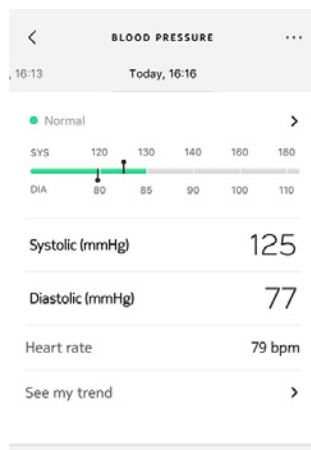 BLOOD PRESSURE ...
, 16:13 Today, 16:16
Normal
SYS 120 130 140 160 180
DIA 80 85 90 100 110
Systolic (mmHg) 125
Diastolic (mmHg) 77
Heart rate 79 bpm
See my trend